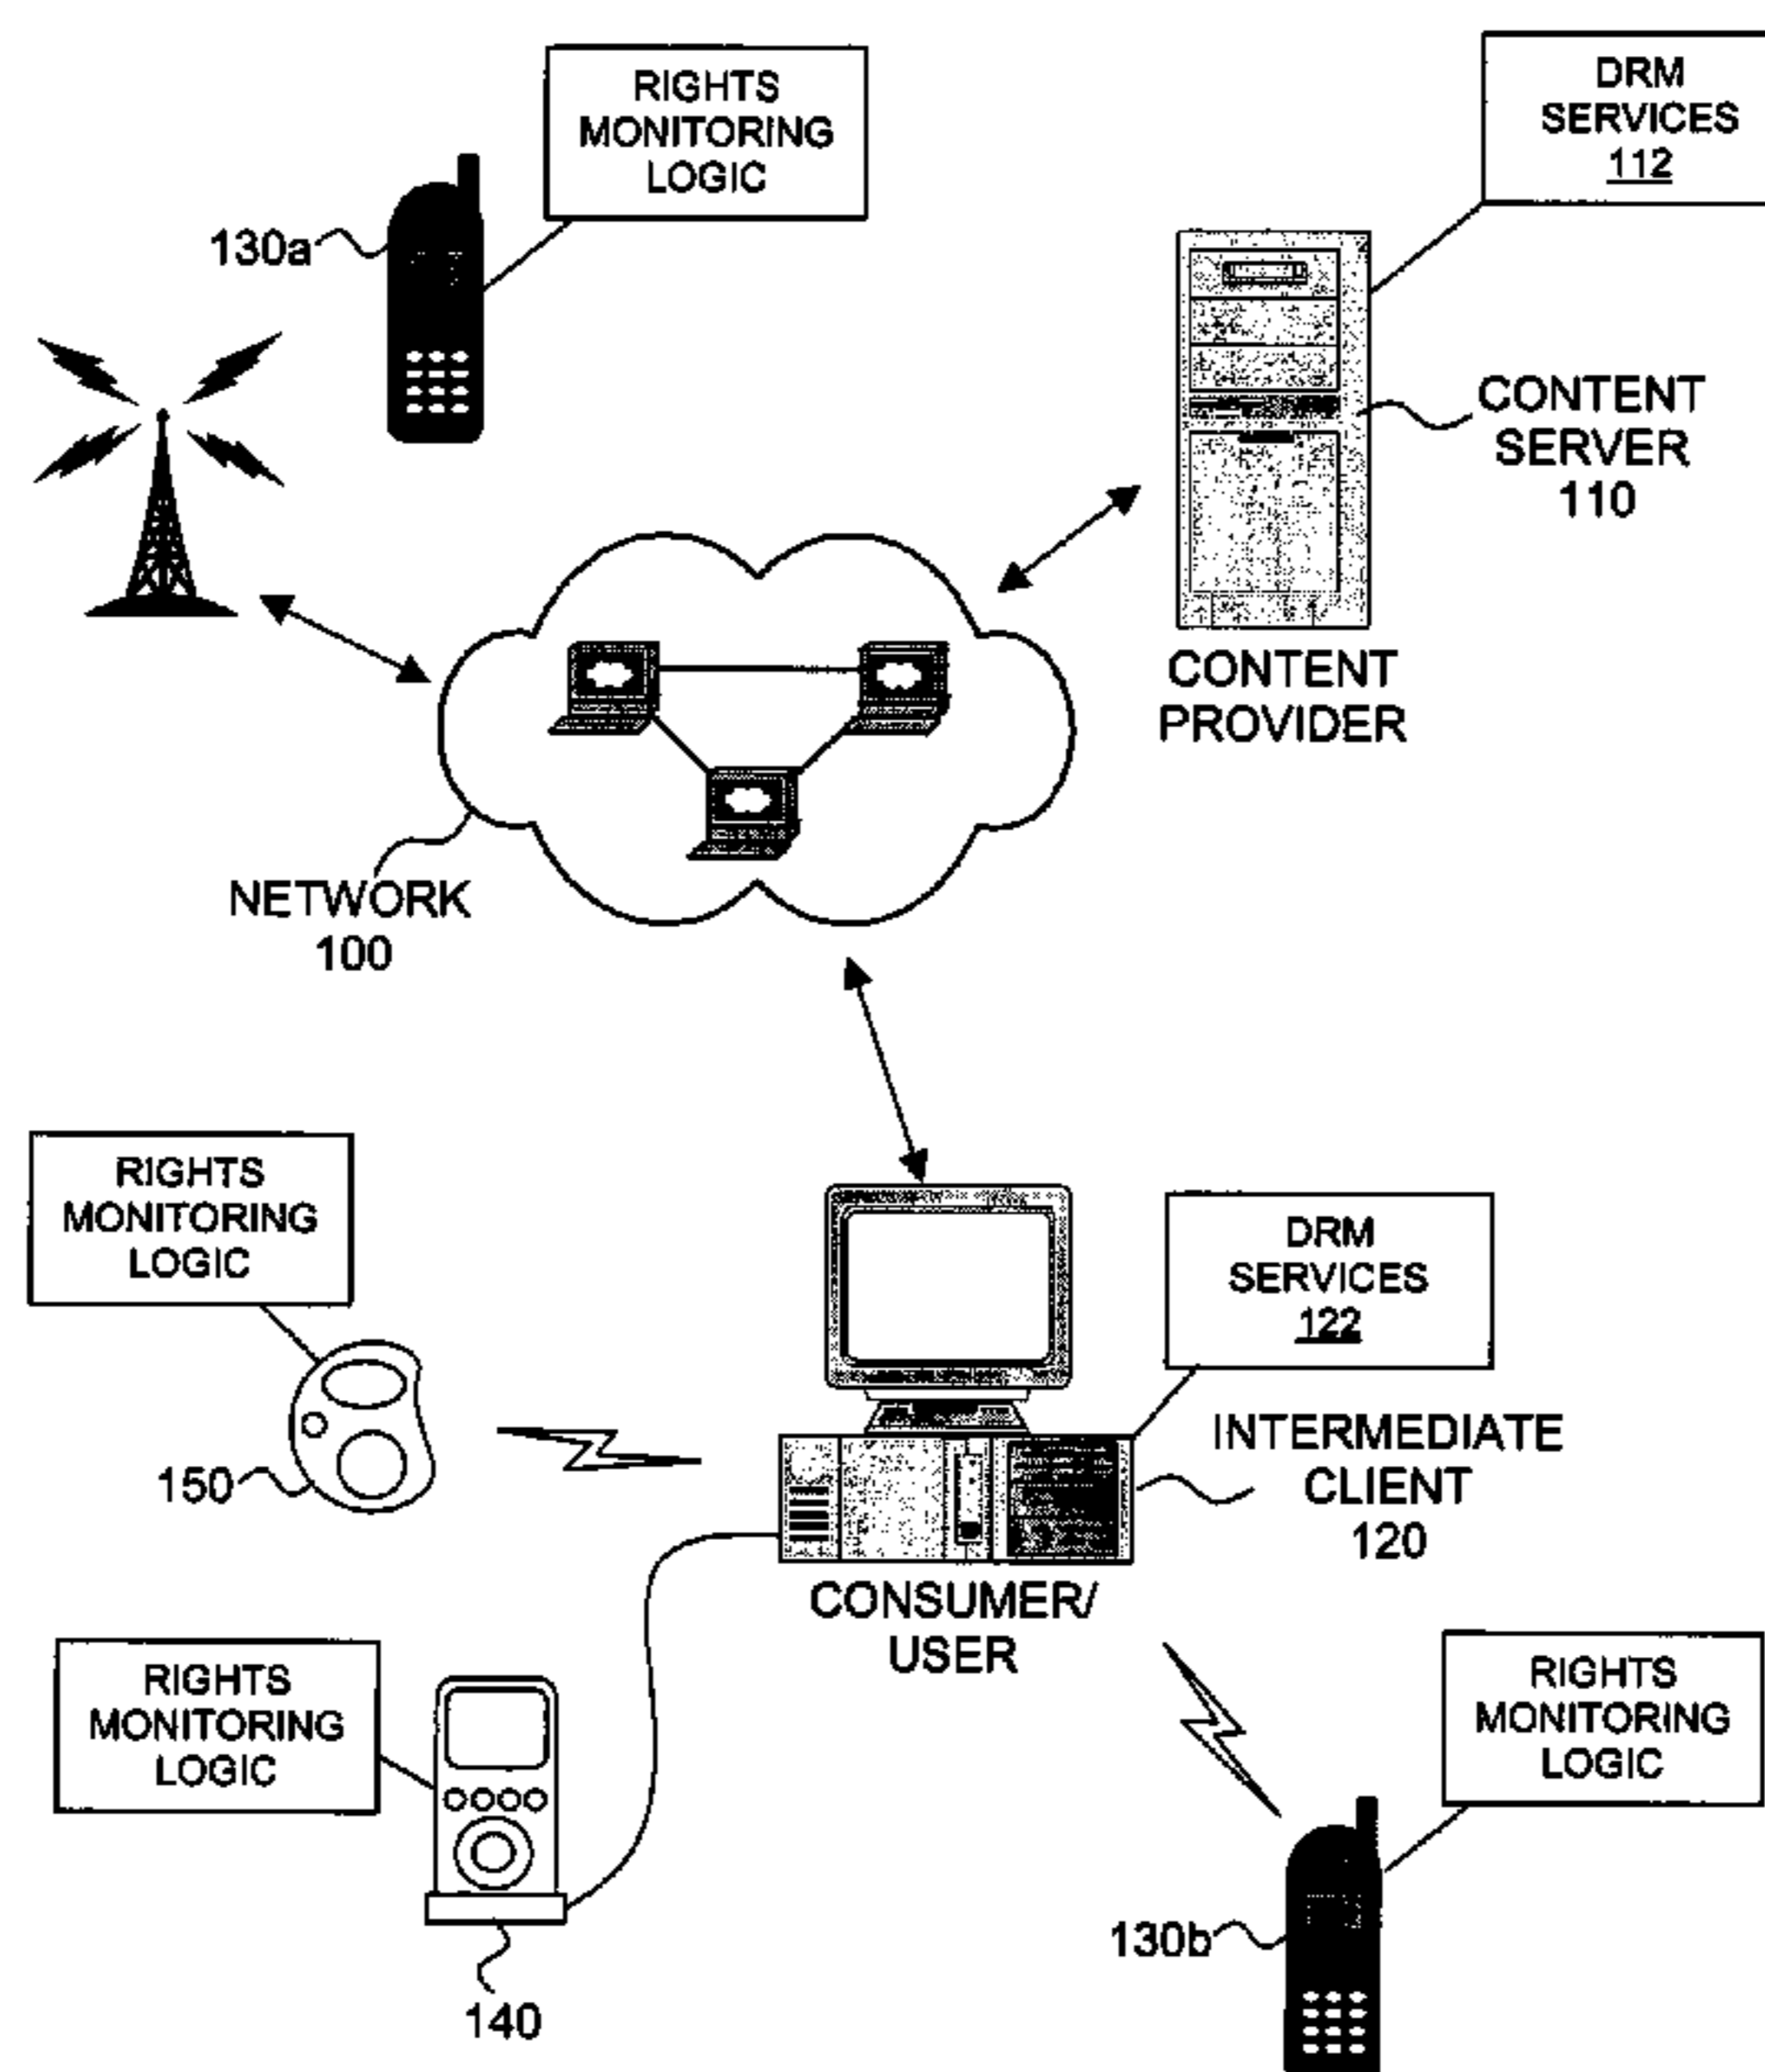 RIGHTS
MONITORING
LOGIC
DRM
SERVICES
112
130a
CONTENT
SERVER
110
CONTENT
PROVIDER
NETWORK
100
RIGHTS
MONITORING
LOGIC
DRM
SERVICES
122
150
INTERMEDIATE
CLIENT
120
CONSUMER/
USER
RIGHTS
MONITORING
LOGIC
RIGHTS
MONITORING
LOGIC
130b
140